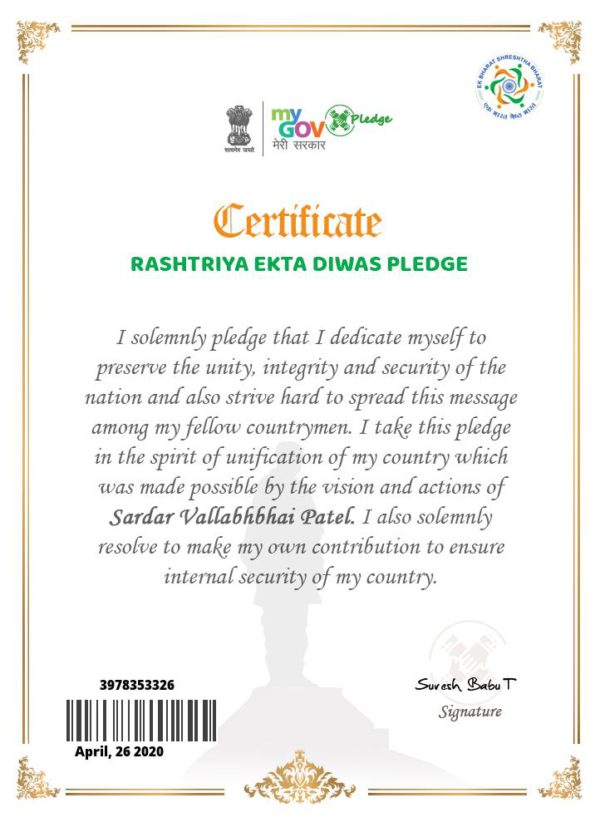 EK BHARAT SHRESHTHA BHARAT
एक भारत श्रेष्ठ भारत
my
GOV
मेरी सरकार
Pledge
सत्यमेव जयते
Certificate
RASHTRIYA EKTA DIWAS PLEDGE
I solemnly pledge that I dedicate myself to
preserve the unity, integrity and security of the
nation and also strive hard to spread this message
among my fellow countrymen. I take this pledge
in the spirit of unification of my country which
was made possible by the vision and actions of
Sardar Vallabhbhai Patel. I also solemnly
resolve to make my own contribution to ensure
internal security of my country.
3978353326
April, 26 2020
Suresh Babu T
Signature